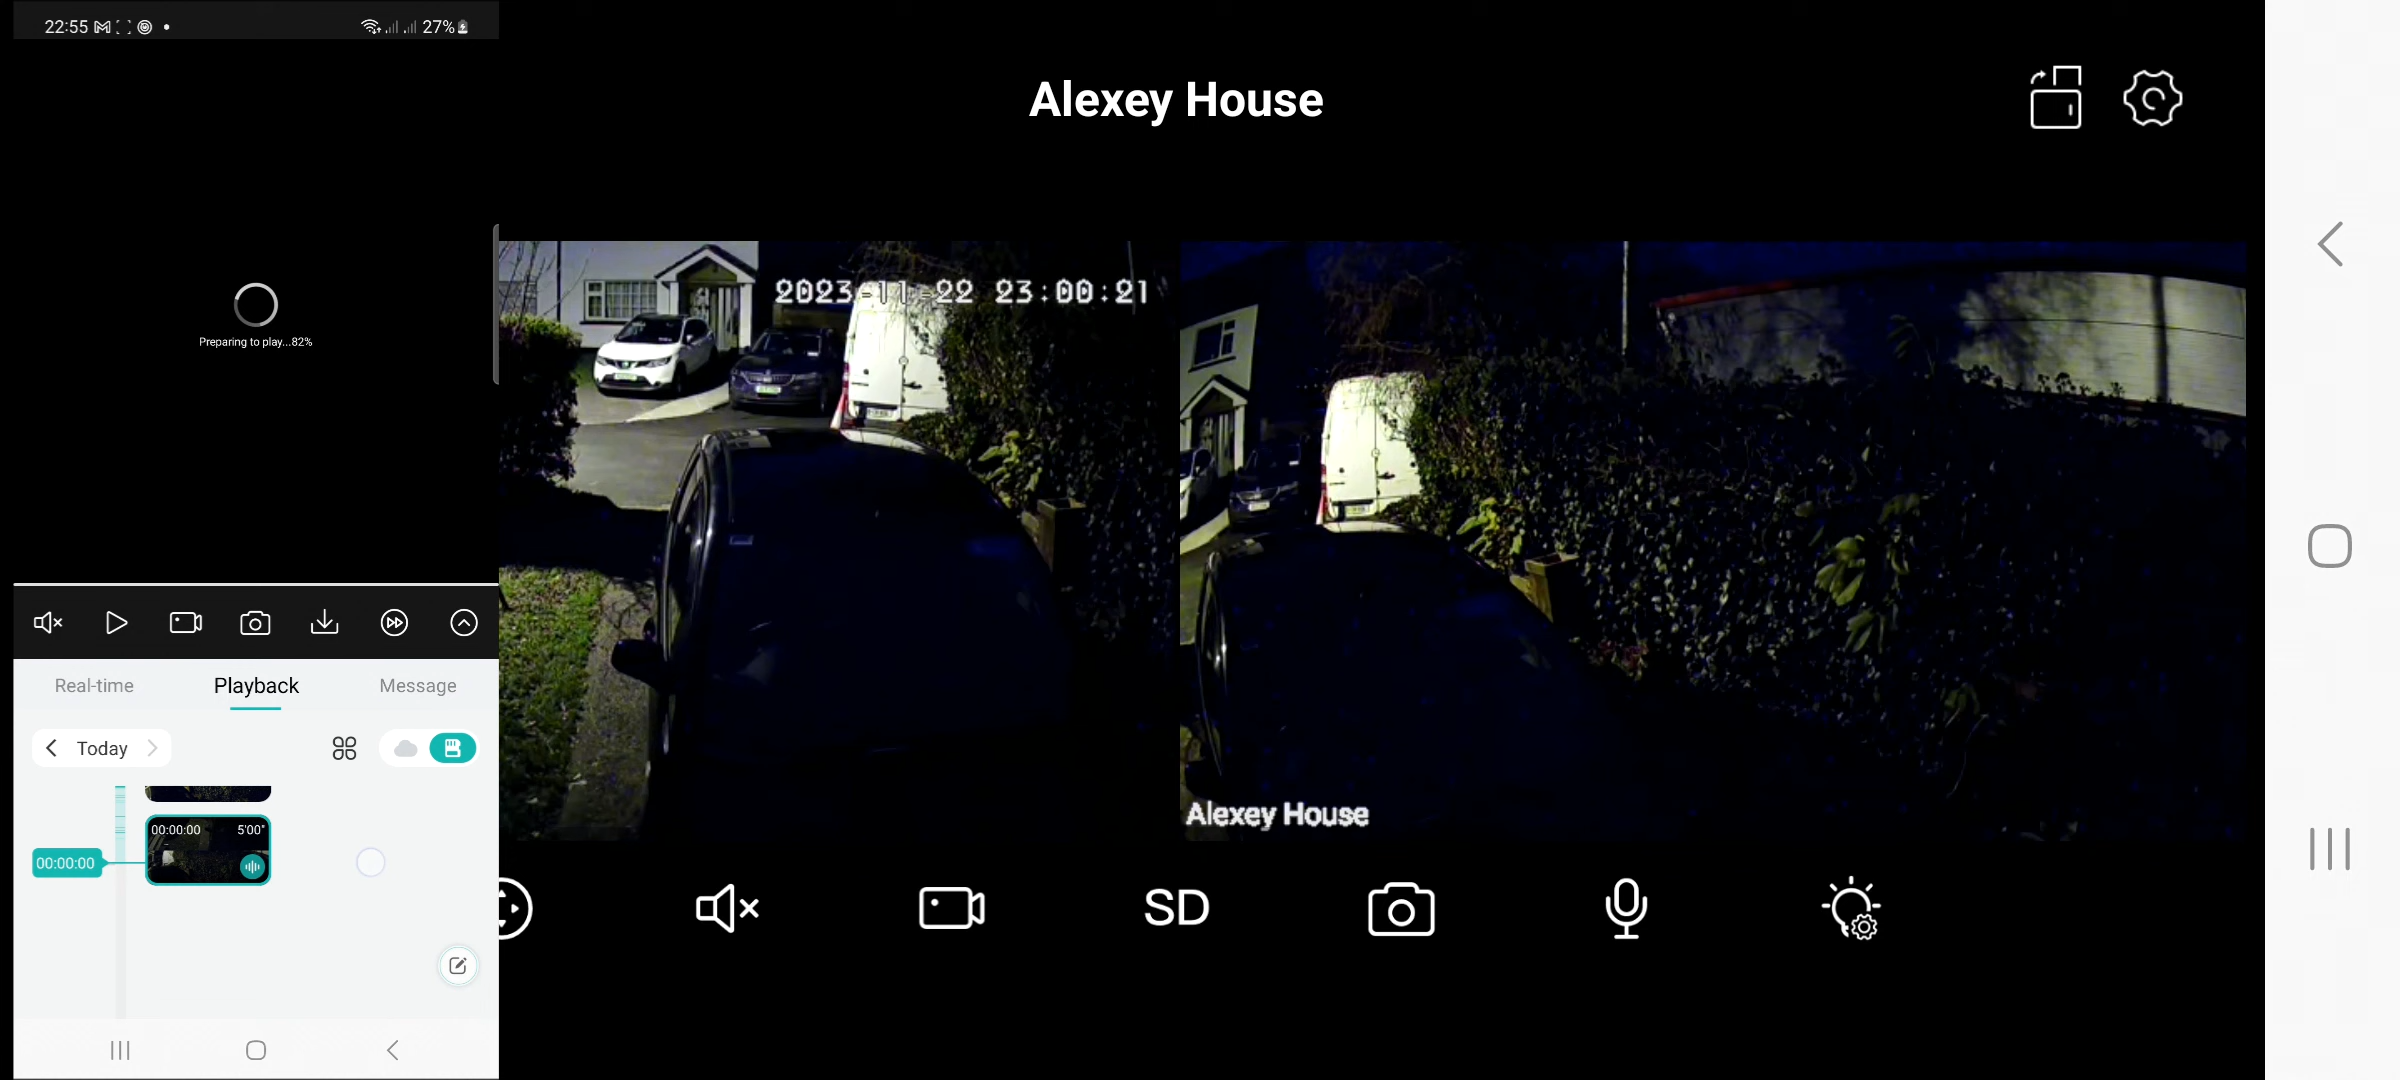 22:55
27%
Alexey House
Preparing to play...82%
2023-11-22 23:00:21
Real-time
Playback
Message
Today
00:00:00
5'00"
00:00:00
Alexey House
SD